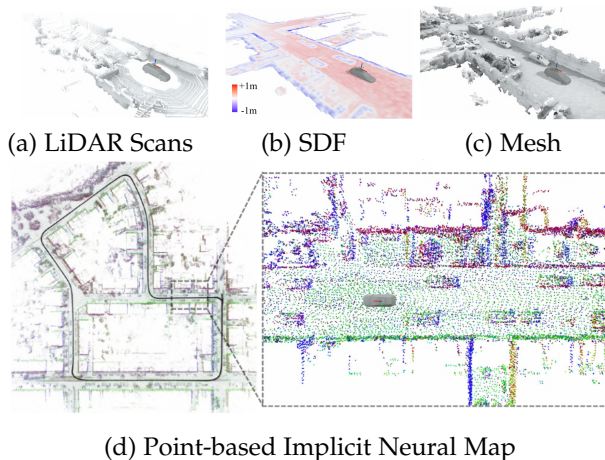 +1m
-1m
(a) LiDAR Scans
(b) SDF
(c) Mesh
(d) Point-based Implicit Neural Map